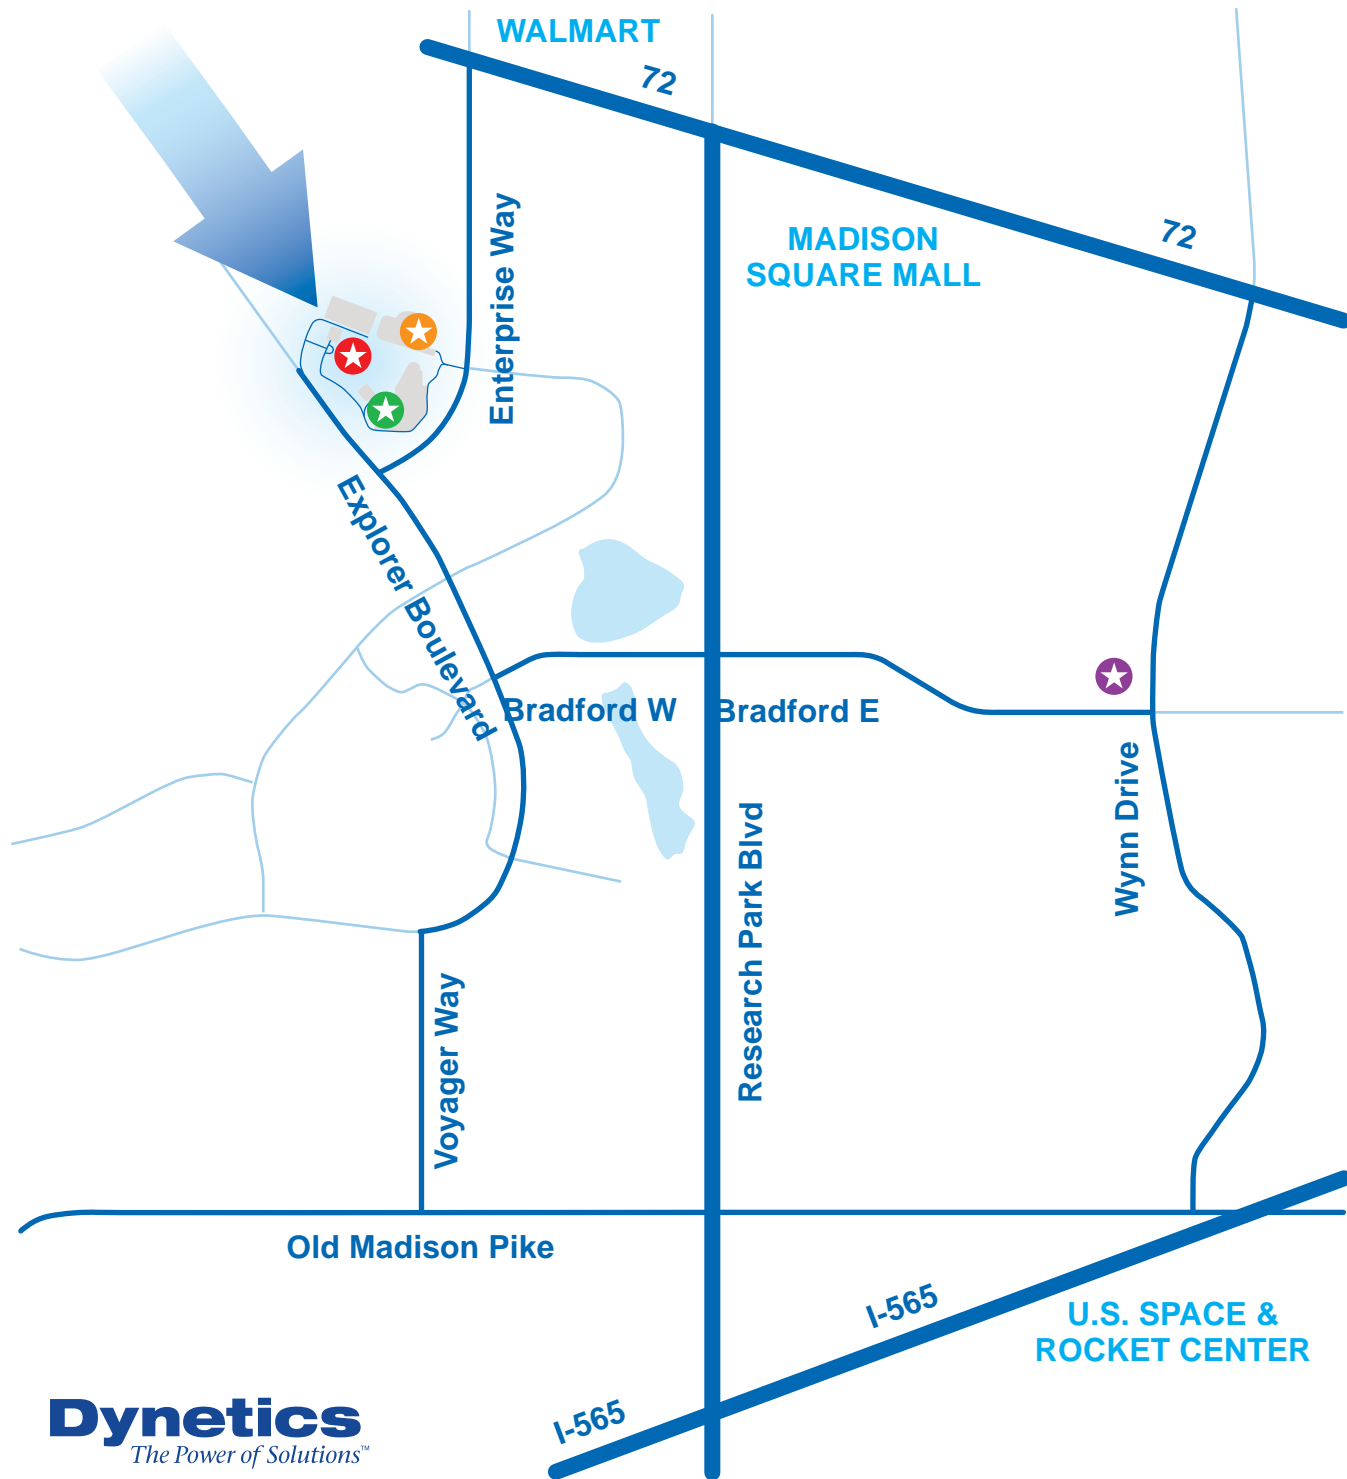 WALMART
72
72
MADISON
SQUARE MALL
Enterprise Way
Explorer Boulevard
Bradford W
Bradford E
Wynn Drive
Research Park Blvd
Voyager Way
Old Madison Pike
I-565
U.S. SPACE &
ROCKET CENTER
I-565
Dynetics
The Power of Solutions™